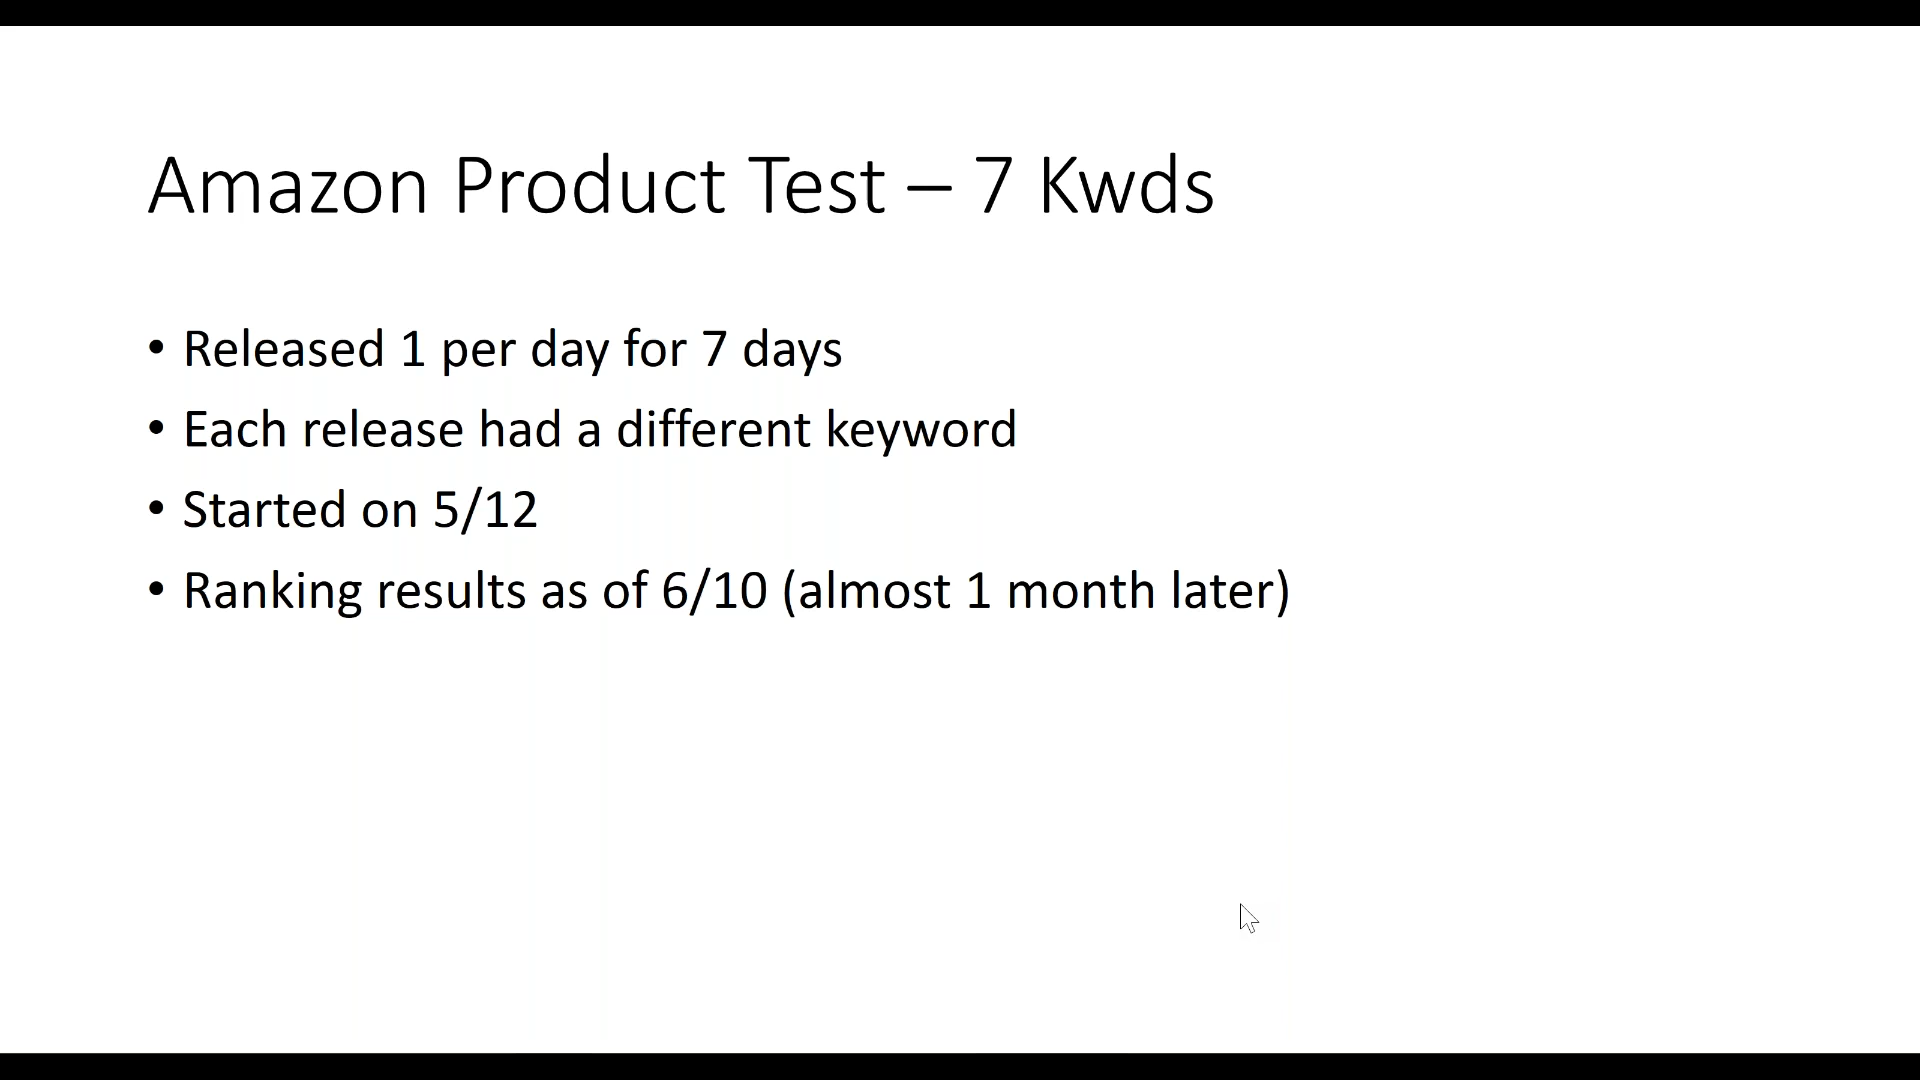 Amazon Product Test – 7 Kwds
• Released 1 per day for 7 days
• Each release had a different keyword
• Started on 5/12
• Ranking results as of 6/10 (almost 1 month later)